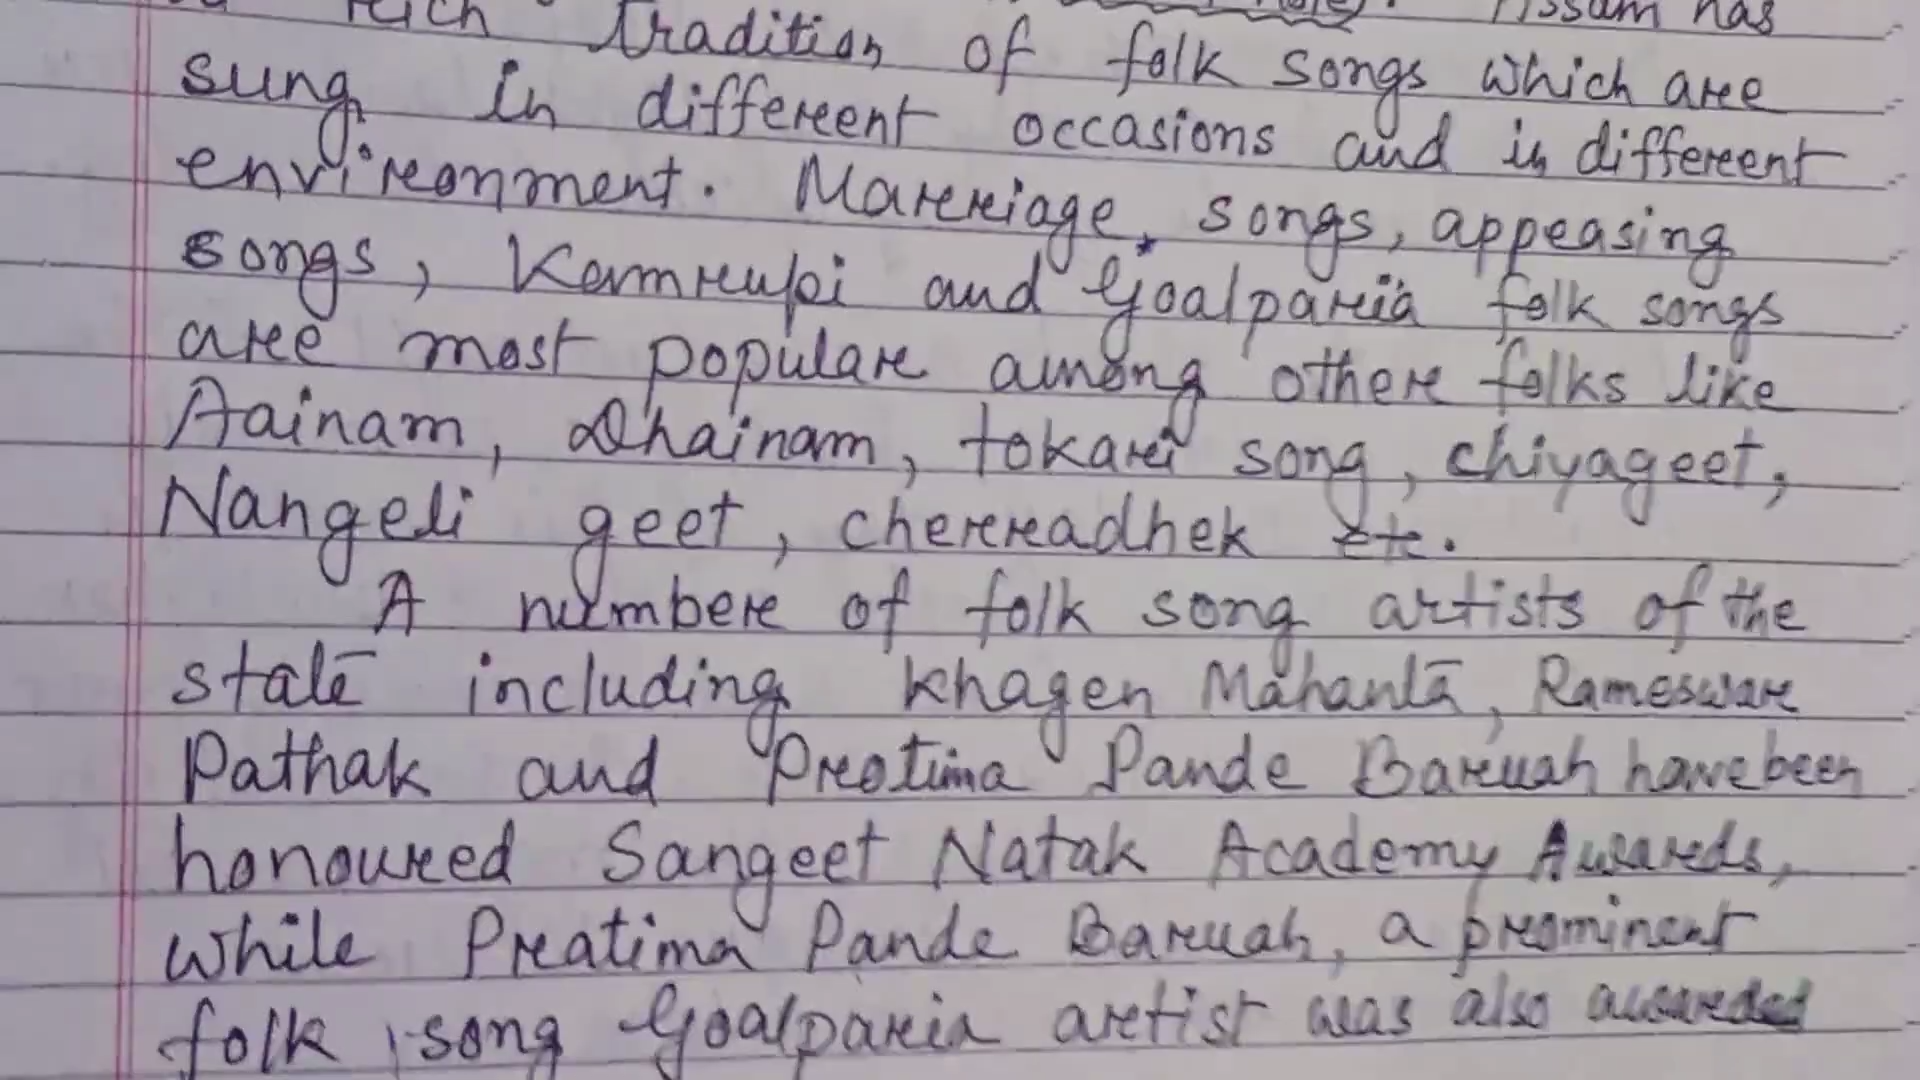 Assam has
rich tradition of folk songs which are
sung in different occasions and in different
environment. Marriage songs, appeasing
songs, Kamrupi and Goalparia folk songs
are most popular among other folks like
Aainam, Dhainam, tokari song, chiyageet,
Nangeli geet, cherradhek etc.
A number of folk song artists of the
state including Khagen Mahanta, Rameswar
Pathak and Pratima Pande Baruah have been
honoured Sangeet Natak Academy Awards,
while Pratima Pande Baruah, a prominent
folk song Goalparia artist was also awarded